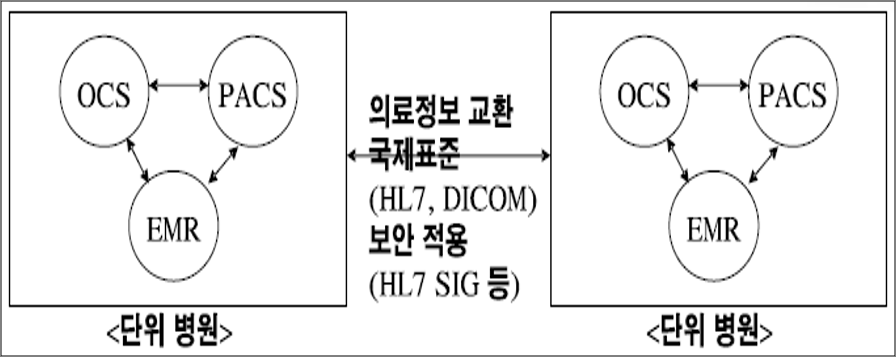 OCS
PACS
EMR
<단위 병원>
의료정보 교환
국제표준
(HL7, DICOM)
보안 적용
(HL7 SIG 등)
OCS
PACS
EMR
<단위 병원>